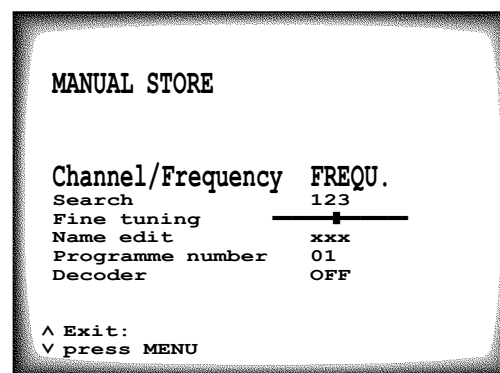 MANUAL STORE
Channel/Frequency FREQU.
Search 123
Fine tuning
Name edit xxx
Programme number 01
Decoder OFF
^ Exit:
v press MENU